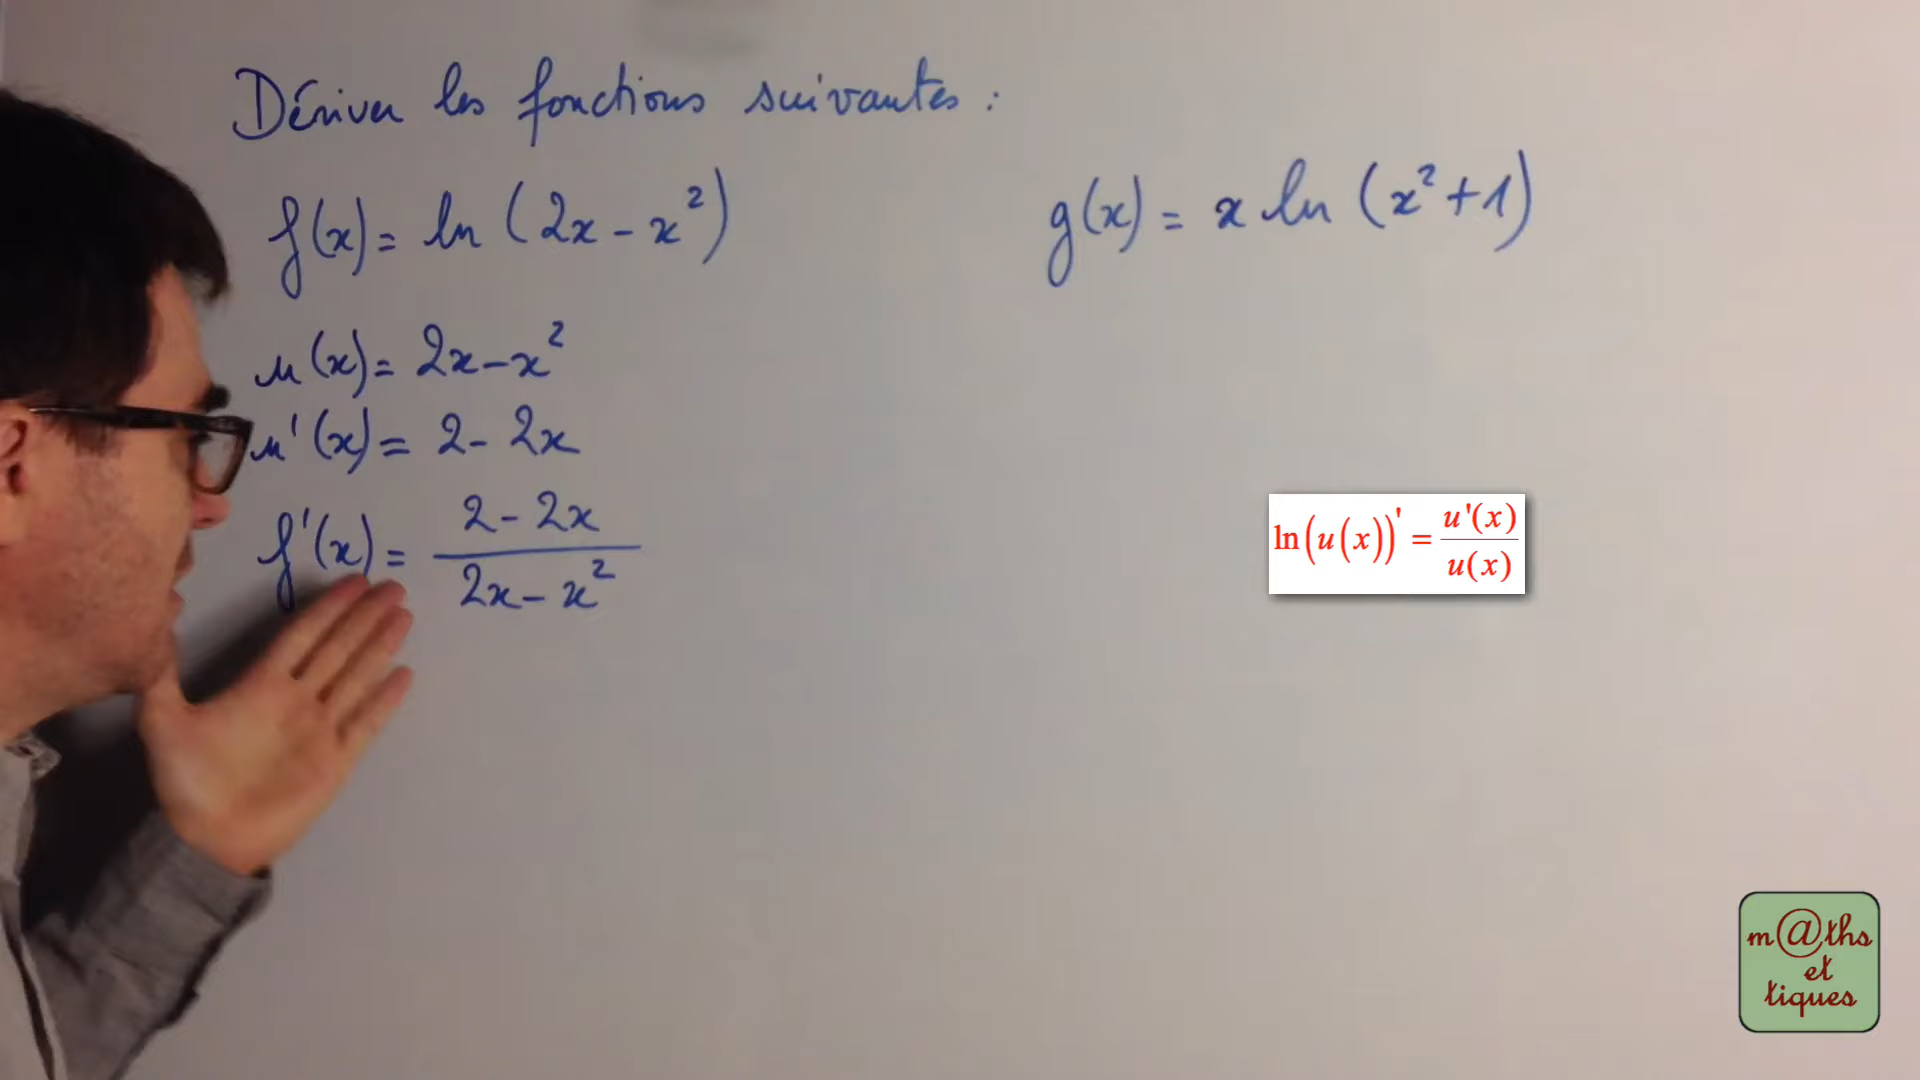 Dériver les fonctions suivantes :
f(x) = ln (2x - x²)
u(x) = 2x - x²
u'(x) = 2 - 2x
f'(x) = (2 - 2x) / (2x - x²)
g(x) = x ln (x² + 1)
ln(u(x))' = u'(x) / u(x)
m@ths
et
tiques